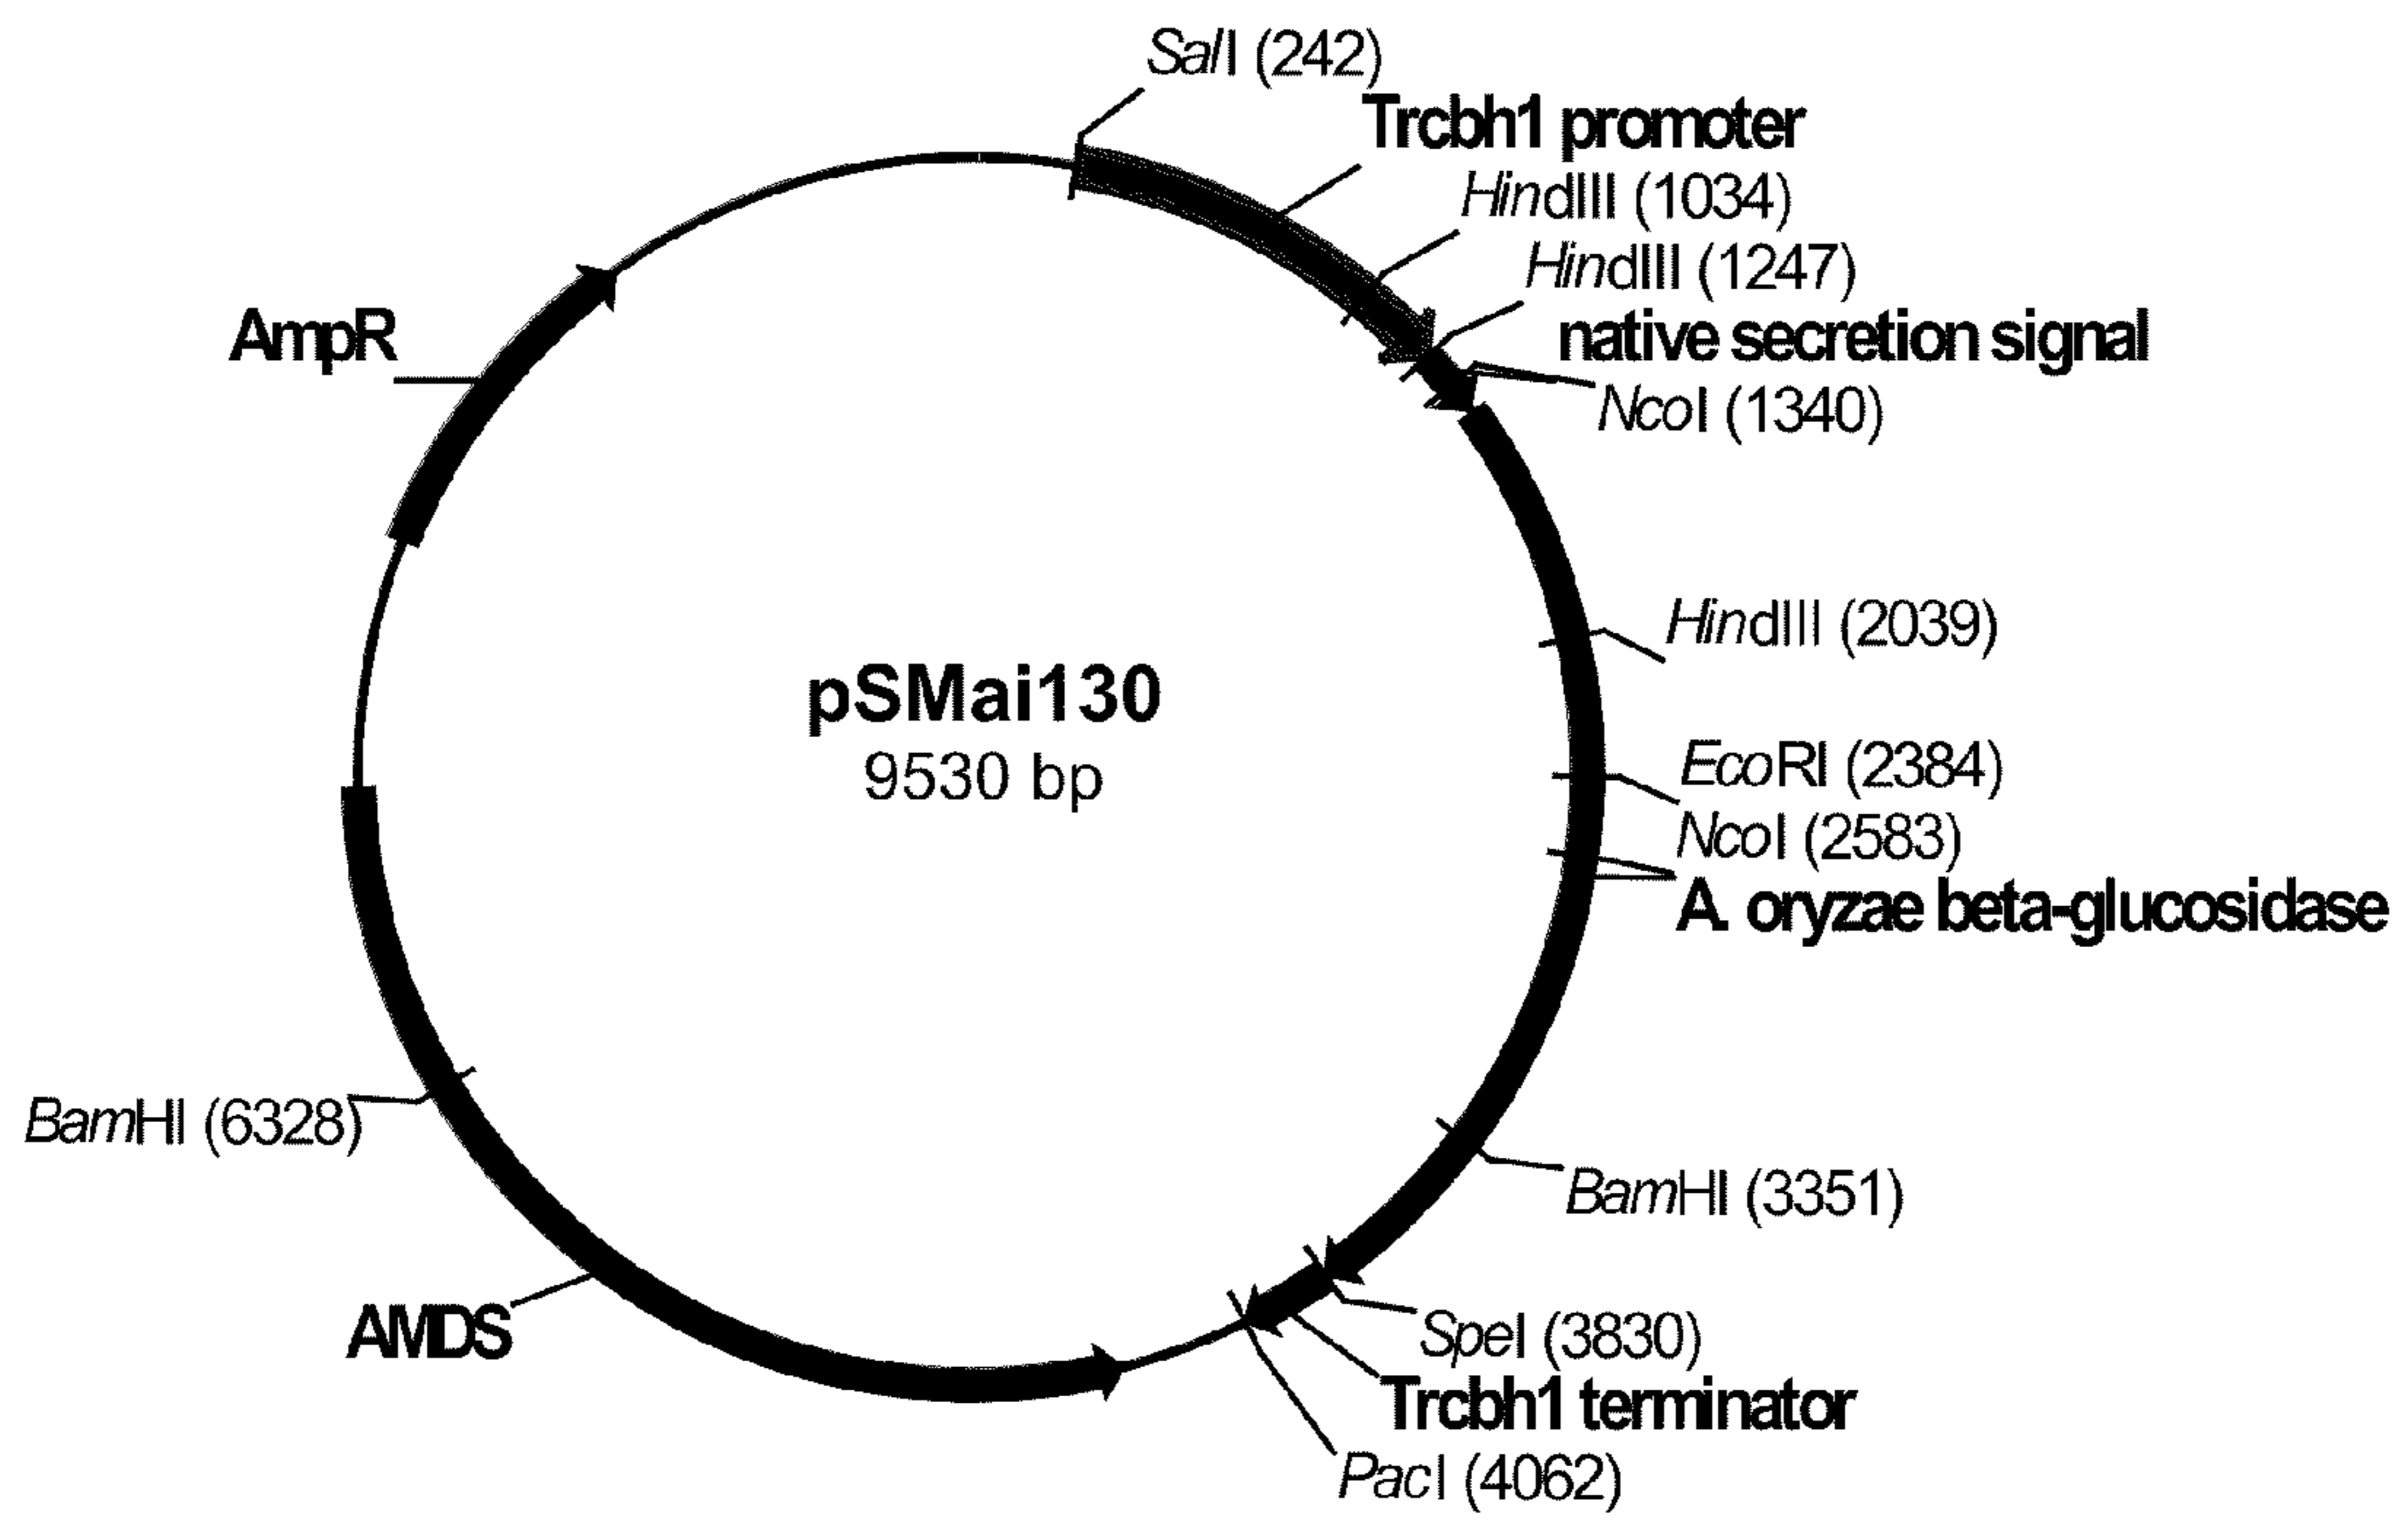 SalI (242)
Trcbh1 promoter
HindIII (1034)
HindIII (1247)
native secretion signal
NcoI (1340)
AmpR
HindIII (2039)
pSMai130
9530 bp
EcoRI (2384)
NcoI (2583)
A. oryzae beta-glucosidase
BamHI (6328)
BamHI (3351)
AMDS
SpeI (3830)
Trcbh1 terminator
PacI (4062)